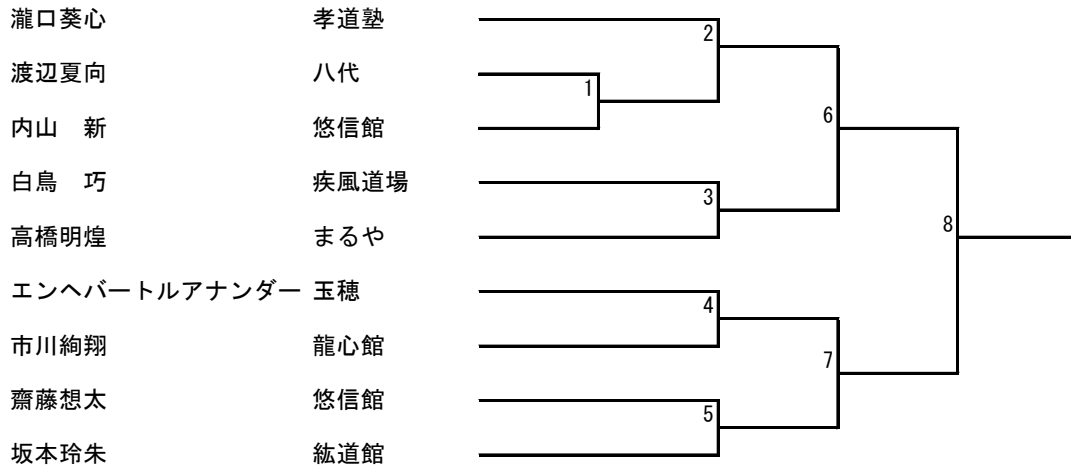 瀧口葵心 孝道塾
2
渡辺夏向 八代
1
6
内山　新 悠信館
白鳥　巧 疾風道場
3
8
高橋明煌 まるや
エンヘバートルアナンダー 玉穂
4
市川絢翔 龍心館
7
齋藤想太 悠信館
5
坂本玲朱 紘道館